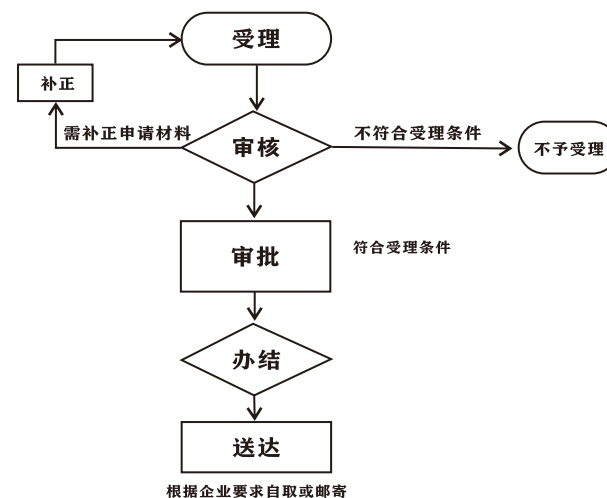 受理
补正
需补正申请材料
审核
不符合受理条件
不予受理
审批
符合受理条件
办结
送达
根据企业要求自取或邮寄